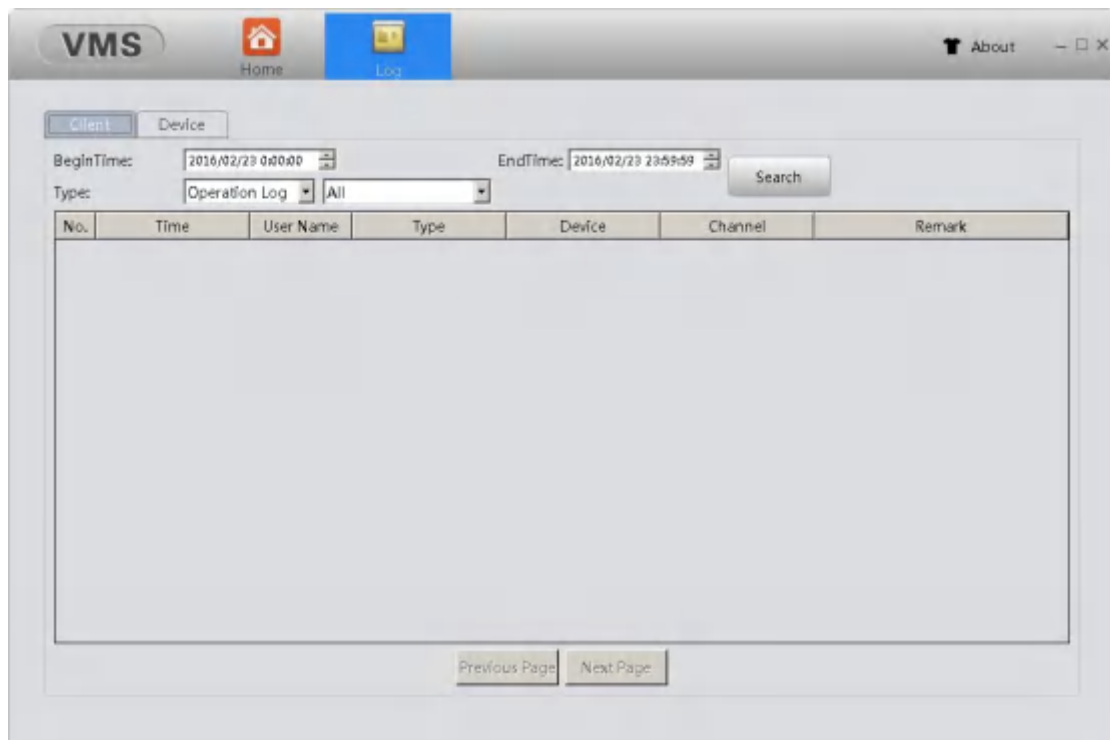 VMS
Home
Log
About
Client
Device
BeginTime: 2016/02/23 0:00:00
EndTime: 2016/02/23 23:59:59
Search
Type: Operation Log All
No. Time User Name Type Device Channel Remark
Previous Page Next Page